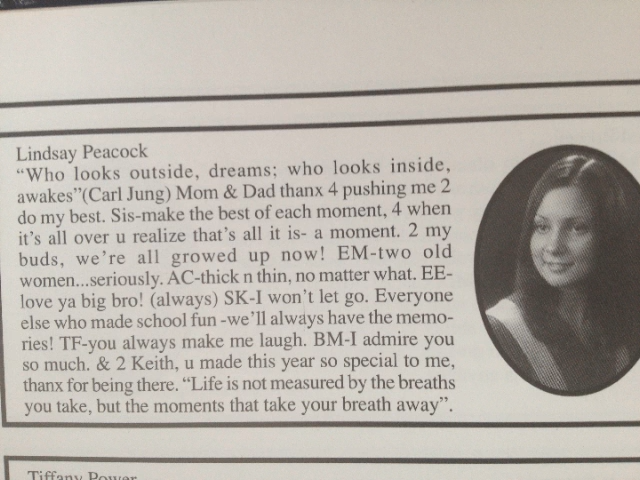 Lindsay Peacock
“Who looks outside, dreams; who looks inside,
awakes”(Carl Jung) Mom & Dad thanx 4 pushing me 2
do my best. Sis-make the best of each moment, 4 when
it's all over u realize that's all it is- a moment. 2 my
buds, we're all growed up now! EM-two old
women...seriously. AC-thick n thin, no matter what. EE-
love ya big bro! (always) SK-I won't let go. Everyone
else who made school fun -we'll always have the memo-
ries! TF-you always make me laugh. BM-I admire you
so much. & 2 Keith, u made this year so special to me,
thanx for being there. “Life is not measured by the breaths
you take, but the moments that take your breath away”.
Tiffany Power